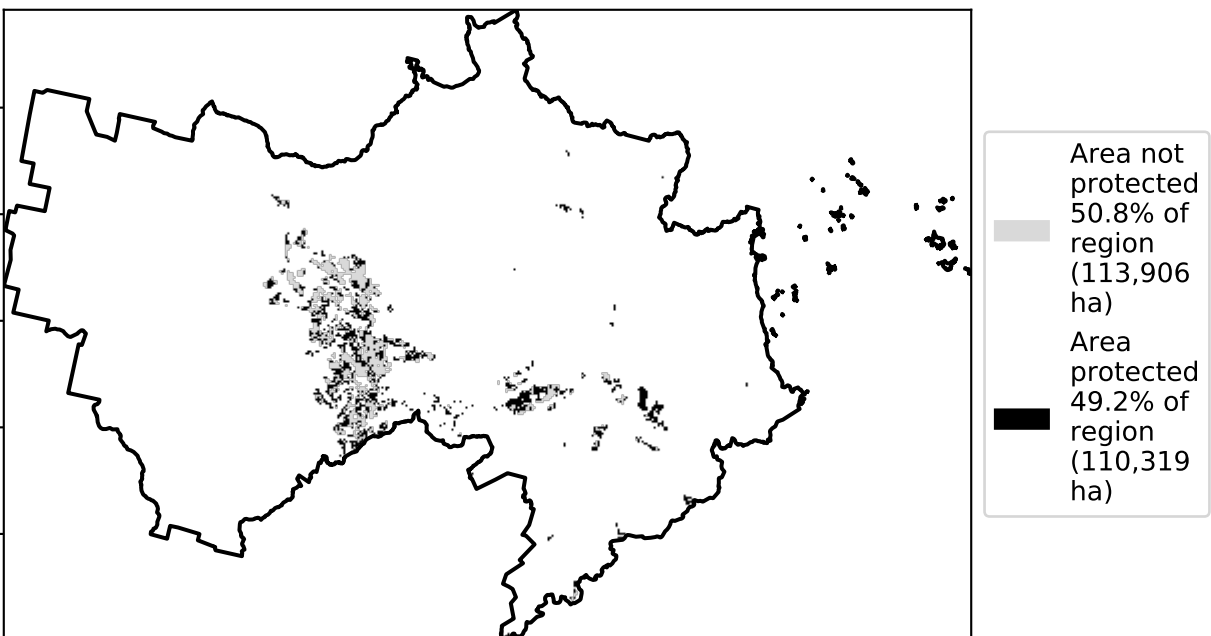 Area not
protected
50.8% of
region
(113,906
ha)
Area
protected
49.2% of
region
(110,319
ha)